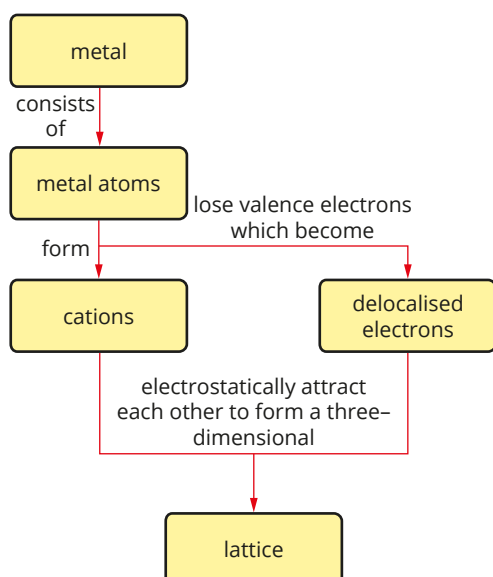 metal
consists
of
metal atoms
lose valence electrons
which become
form
cations
delocalised
electrons
electrostatically attract
each other to form a three–
dimensional
lattice